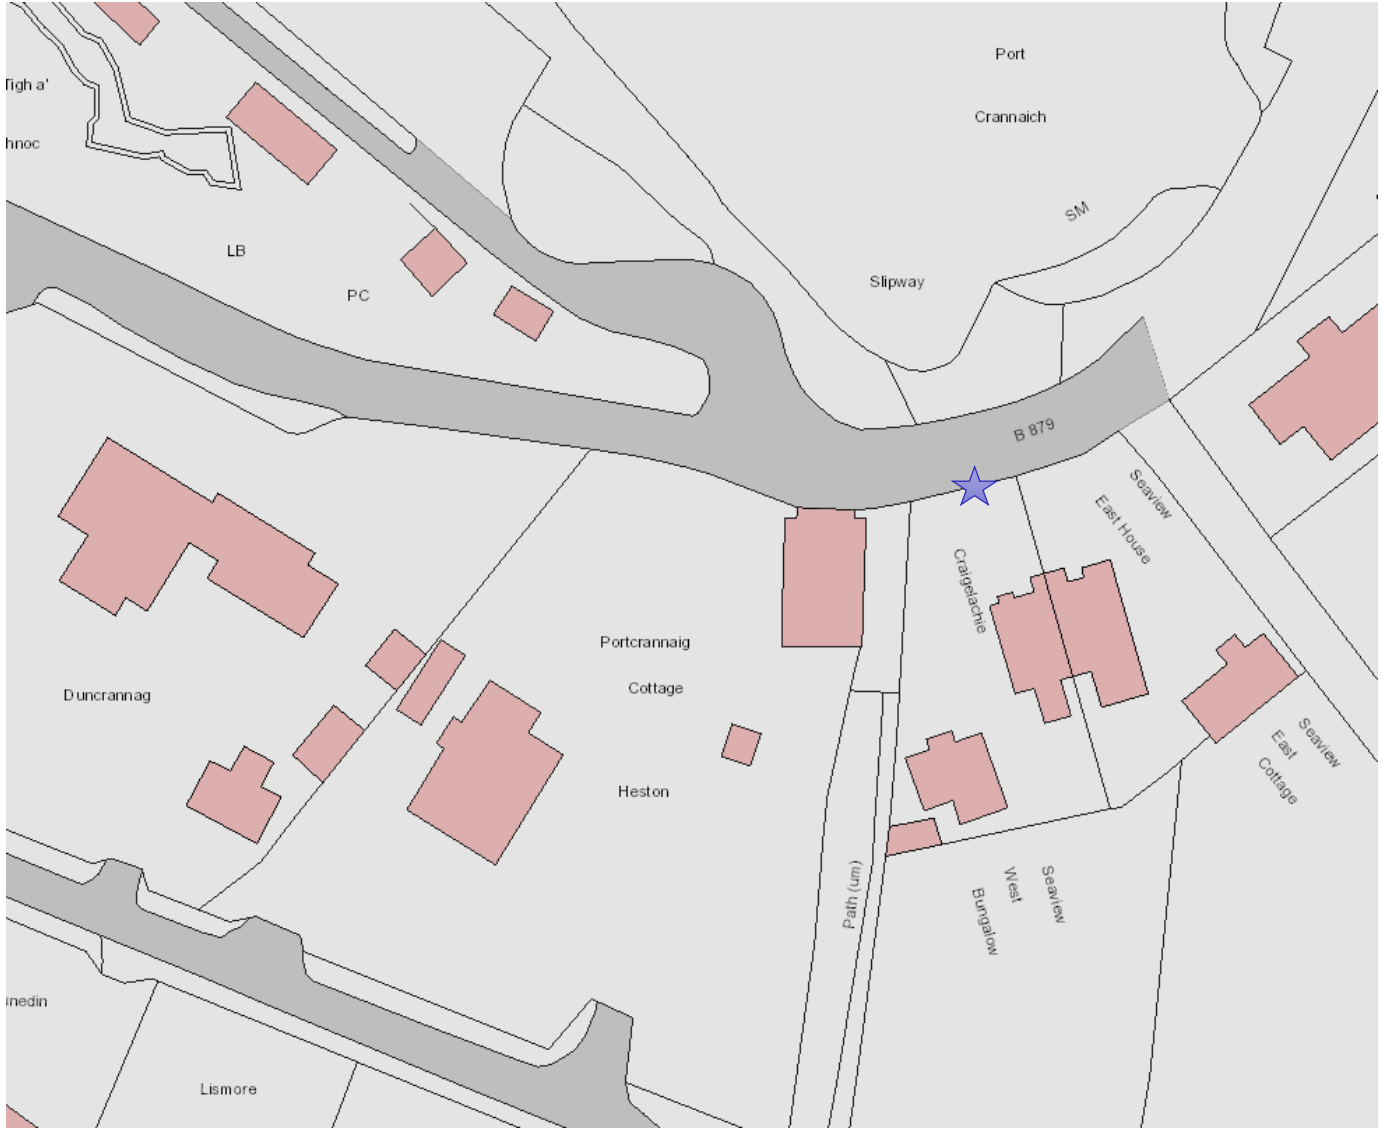 Port
Tigh a'
Crannaich
hnoc
SM
LB
Slipway
PC
B 879
Seaview
East House
Craigelachie
Portcrannaig
Cottage
Duncrannag
Seaview
East
Cottage
Heston
Path (um)
Seaview
West
Bungalow
nedin
Lismore